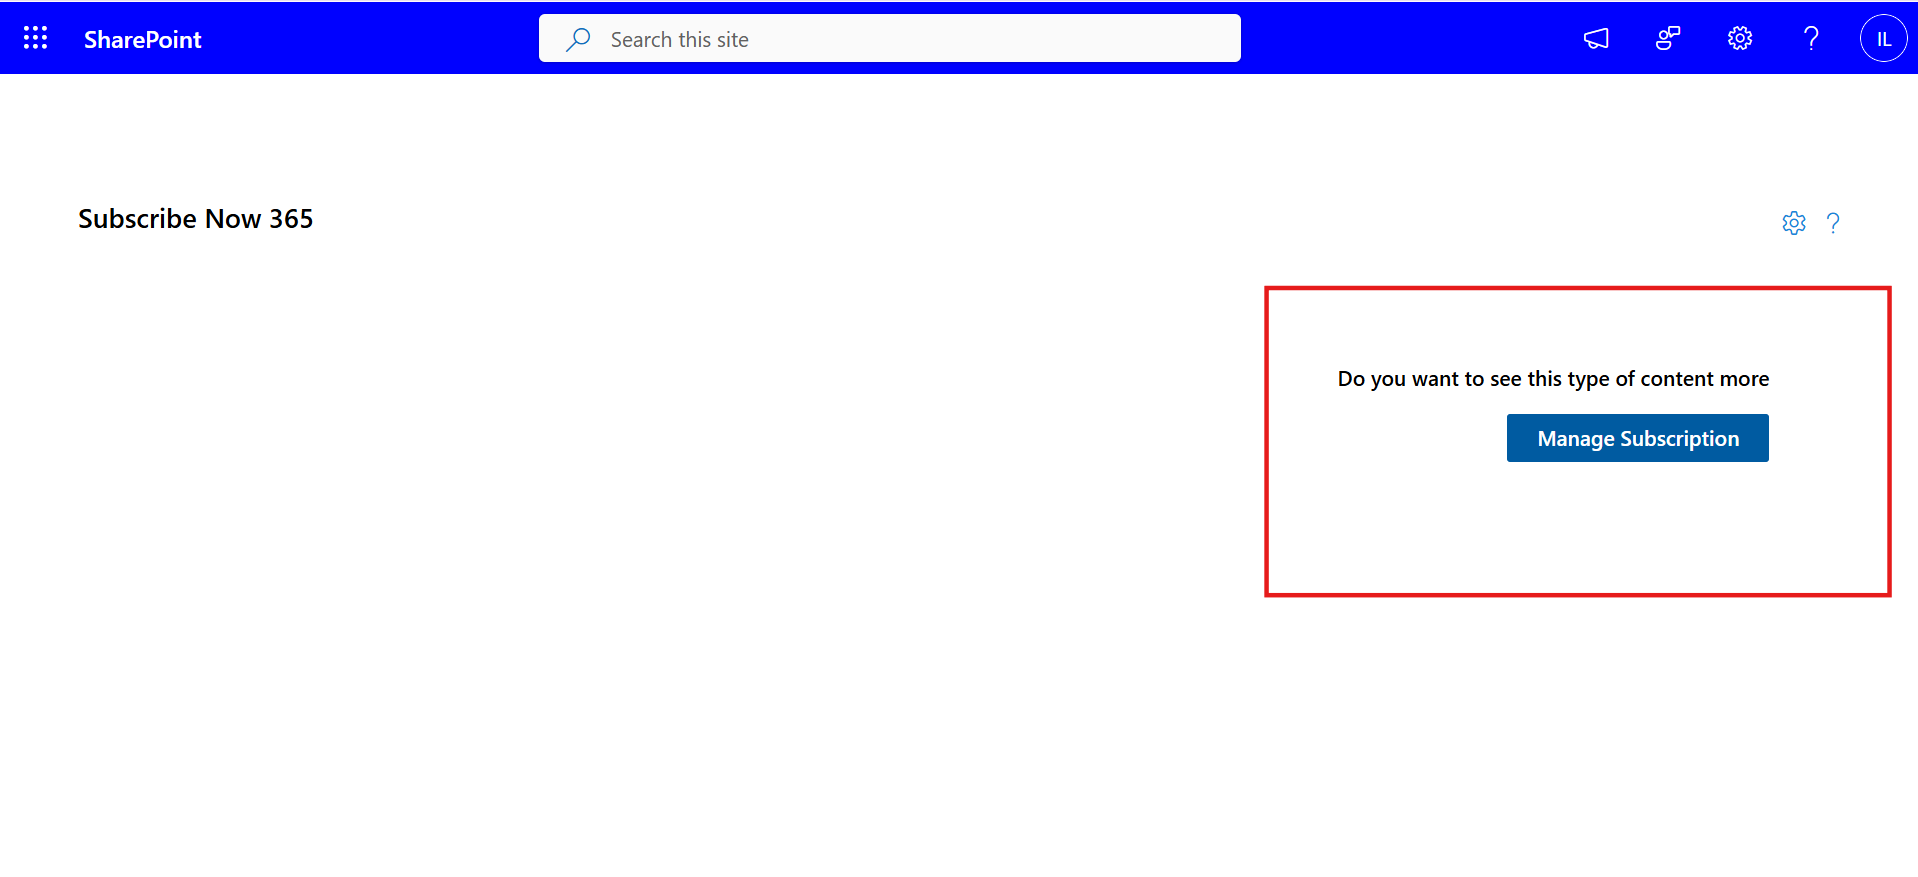 SharePoint
Search this site
IL
Subscribe Now 365
Do you want to see this type of content more
Manage Subscription